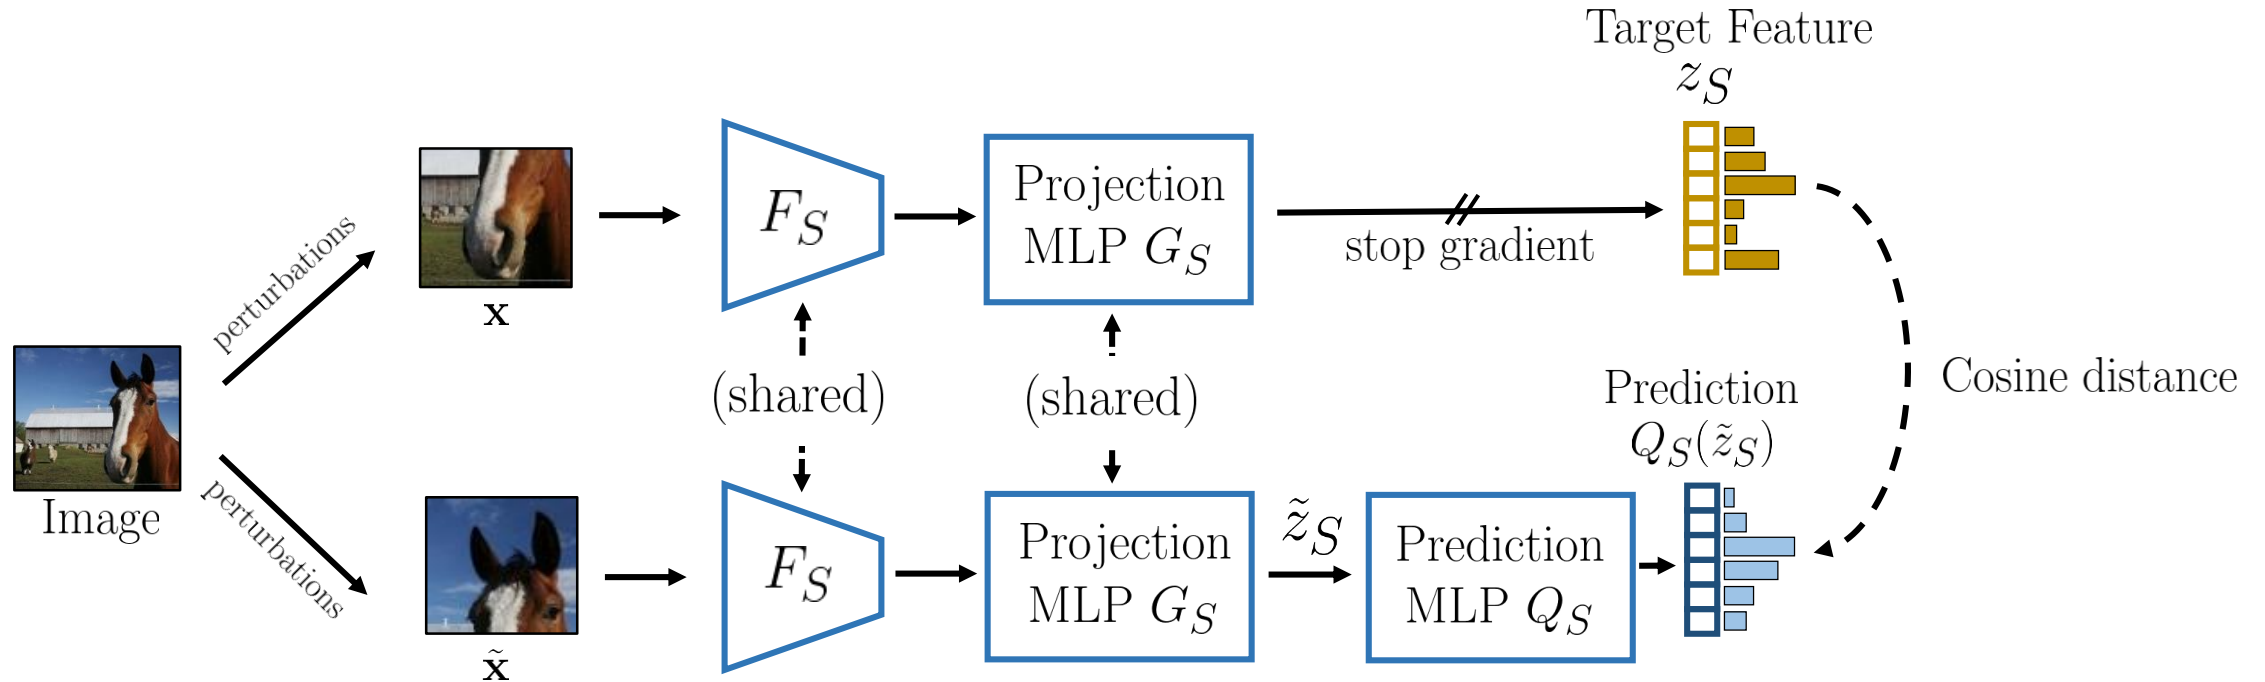 Target Feature
z_S
perturbations
x
F_S
Projection
MLP G_S
stop gradient
Image
(shared)
(shared)
Cosine distance
Prediction
Q_S(z̃_S)
perturbations
x̃
F_S
Projection
MLP G_S
z̃_S
Prediction
MLP Q_S